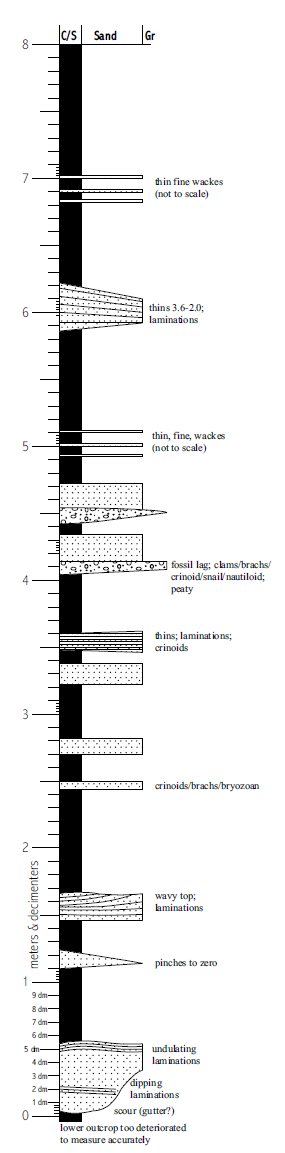 C/S Sand Gr
8
7
thin fine wackes
(not to scale)
6
thins 3.6-2.0;
laminations
5
thin, fine, wackes
(not to scale)
4
fossil lag; clams/brachs/
crinoid/snail/nautiloid;
peaty
thins; laminations;
crinoids
3
crinoids/brachs/bryozoan
2
meters & decimenters
wavy top;
laminations
pinches to zero
1
9 dm
8 dm
7 dm
6 dm
5 dm
undulating
laminations
4 dm
3 dm
2 dm
dipping
laminations
1 dm
scour (gutter?)
0
lower outcrop too deteriorated
to measure accurately